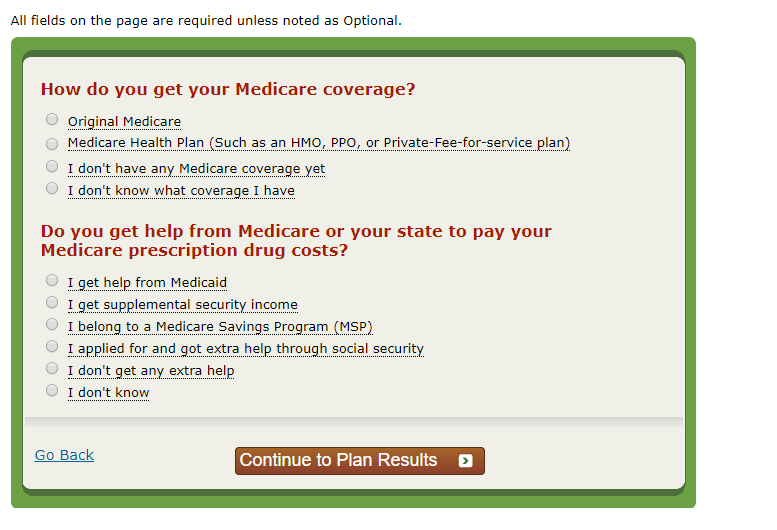 All fields on the page are required unless noted as Optional.
How do you get your Medicare coverage?
Original Medicare
Medicare Health Plan (Such as an HMO, PPO, or Private-Fee-for-service plan)
I don't have any Medicare coverage yet
I don't know what coverage I have
Do you get help from Medicare or your state to pay your
Medicare prescription drug costs?
I get help from Medicaid
I get supplemental security income
I belong to a Medicare Savings Program (MSP)
I applied for and got extra help through social security
I don't get any extra help
I don't know
Go Back
Continue to Plan Results